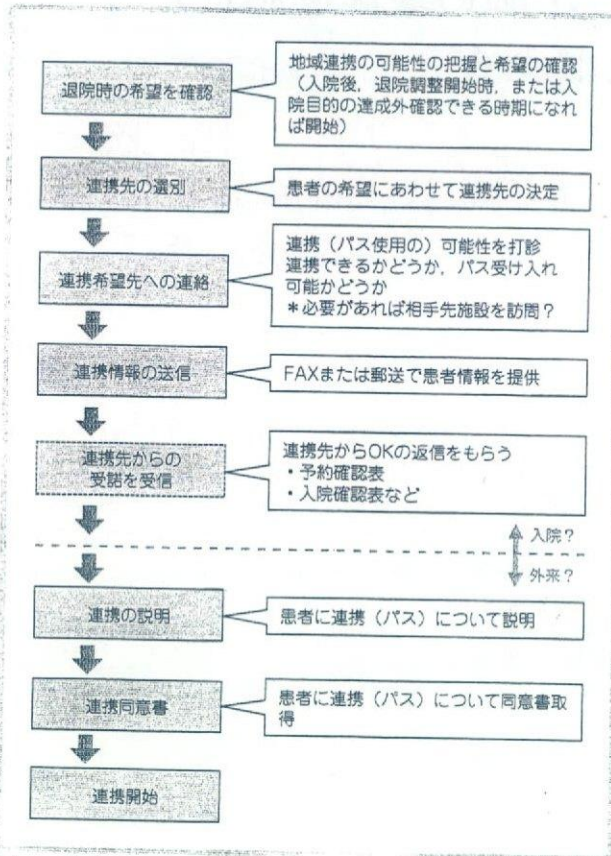 退院時の希望を確認
地域連携の可能性の把握と希望の確認
（入院後，退院調整開始時，または入
院目的の達成外確認できる時期になれ
ば開始）
連携先の選別
患者の希望にあわせて連携先の決定
連携希望先への連絡
連携（パス使用の）可能性を打診
連携できるかどうか，パス受け入れ
可能かどうか
＊必要があれば相手先施設を訪問？
連携情報の送信
FAXまたは郵送で患者情報を提供
連携先からの
受諾を受信
連携先からOKの返信をもらう
・予約確認表
・入院確認表など
入院？
外来？
連携の説明
患者に連携（パス）について説明
連携同意書
患者に連携（パス）について同意書取
得
連携開始